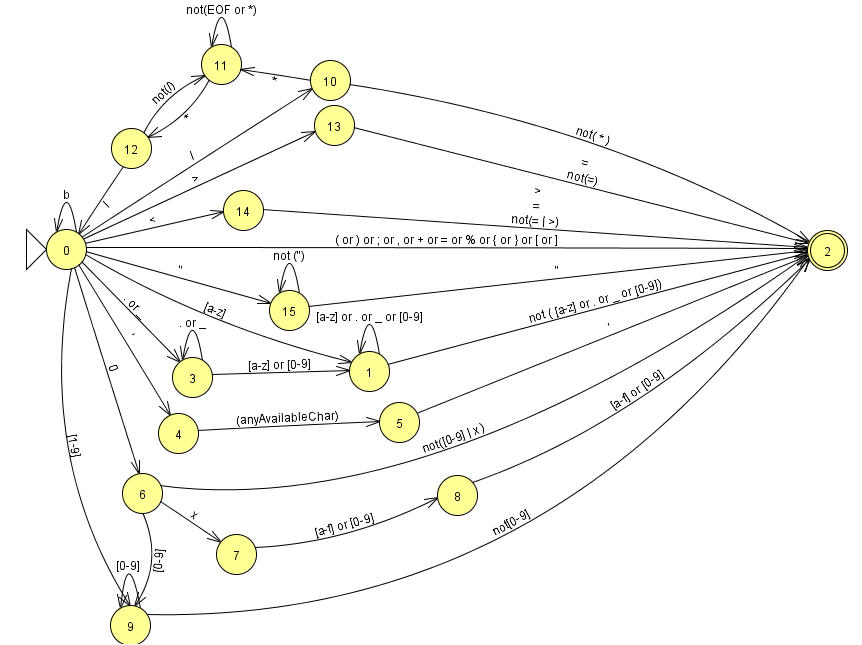 not(EOF or *)
11
*
10
not(/)
*
13
not( * )
12
/
=
not(=)
b
/
>
>
=
<
14
not(= | >)
0
( or ) or ; or , or + or = or % or { or } or [ or ]
2
"
not (")
"
. or _
[a-z]
15
[a-z] or . or _ or [0-9]
not ( [a-z] or . or _ or [0-9])
'
. or _
'
0
3
[a-z] or [0-9]
1
[a-f] or [0-9]
4
(anyAvailableChar)
5
[1-9]
not([0-9] | x )
6
x
8
[a-f] or [0-9]
not[0-9]
7
[0-9]
[0-9]
9